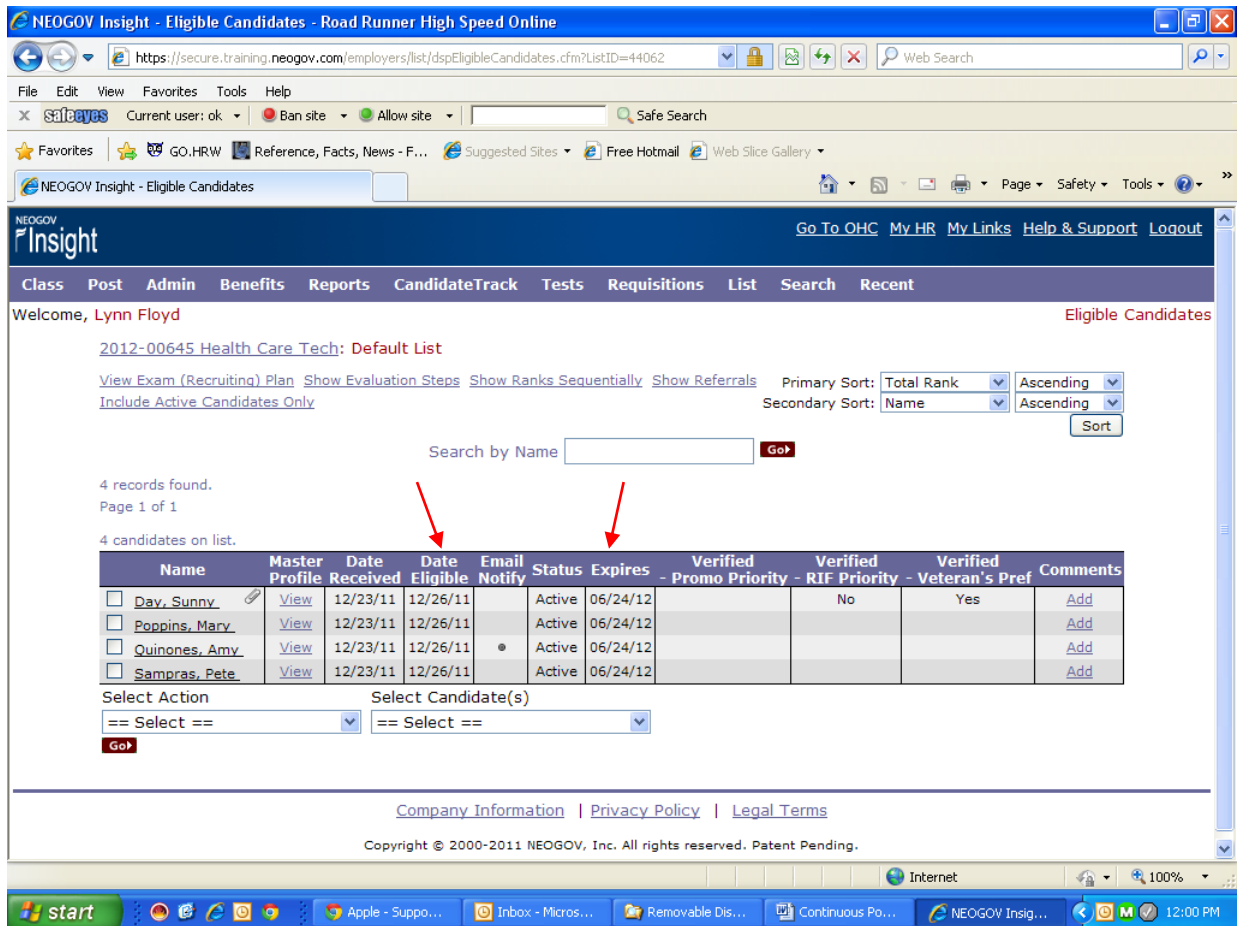 NEOGOV Insight - Eligible Candidates - Road Runner High Speed Online
https://secure.training.neogov.com/employers/list/dspEligibleCandidates.cfm?ListID=44062 Web Search
File Edit View Favorites Tools Help
x safeeyes Current user: ok Ban site Allow site Safe Search
Favorites GO.HRW Reference, Facts, News - F... Suggested Sites Free Hotmail Web Slice Gallery
NEOGOV Insight - Eligible Candidates Page Safety Tools »
NEOGOV
Insight Go To OHC My HR My Links Help & Support Logout
Class Post Admin Benefits Reports CandidateTrack Tests Requisitions List Search Recent
Welcome, Lynn Floyd Eligible Candidates
2012-00645 Health Care Tech: Default List
View Exam (Recruiting) Plan Show Evaluation Steps Show Ranks Sequentially Show Referrals Primary Sort: Total Rank Ascending
Include Active Candidates Only Secondary Sort: Name Ascending
Sort
Search by Name Go
4 records found.
Page 1 of 1
4 candidates on list.
Name Master Profile Date Received Date Eligible Email Notify Status Expires Verified - Promo Priority Verified - RIF Priority Verified - Veteran's Pref Comments
Day, Sunny View 12/23/11 12/26/11 Active 06/24/12 No Yes Add
Poppins, Mary View 12/23/11 12/26/11 Active 06/24/12 Add
Quinones, Amy View 12/23/11 12/26/11 Active 06/24/12 Add
Sampras, Pete View 12/23/11 12/26/11 Active 06/24/12 Add
Select Action Select Candidate(s)
== Select == == Select ==
Go
Company Information | Privacy Policy | Legal Terms
Copyright © 2000-2011 NEOGOV, Inc. All rights reserved. Patent Pending.
Internet 100%
start Apple - Suppo... Inbox - Micros... Removable Dis... Continuous Po... NEOGOV Insig... 12:00 PM